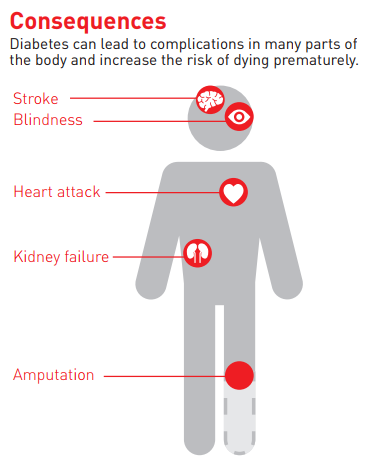 Consequences
Diabetes can lead to complications in many parts of
the body and increase the risk of dying prematurely.
Stroke
Blindness
Heart attack
Kidney failure
Amputation